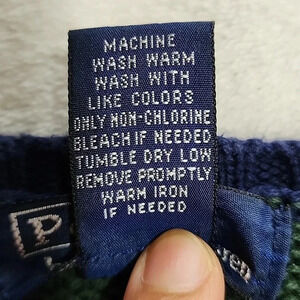 MACHINE
WASH WARM
WASH WITH
LIKE COLORS
ONLY NON-CHLORINE
BLEACH IF NEEDED
TUMBLE DRY LOW
REMOVE PROMPTLY
WARM IRON
IF NEEDED
P